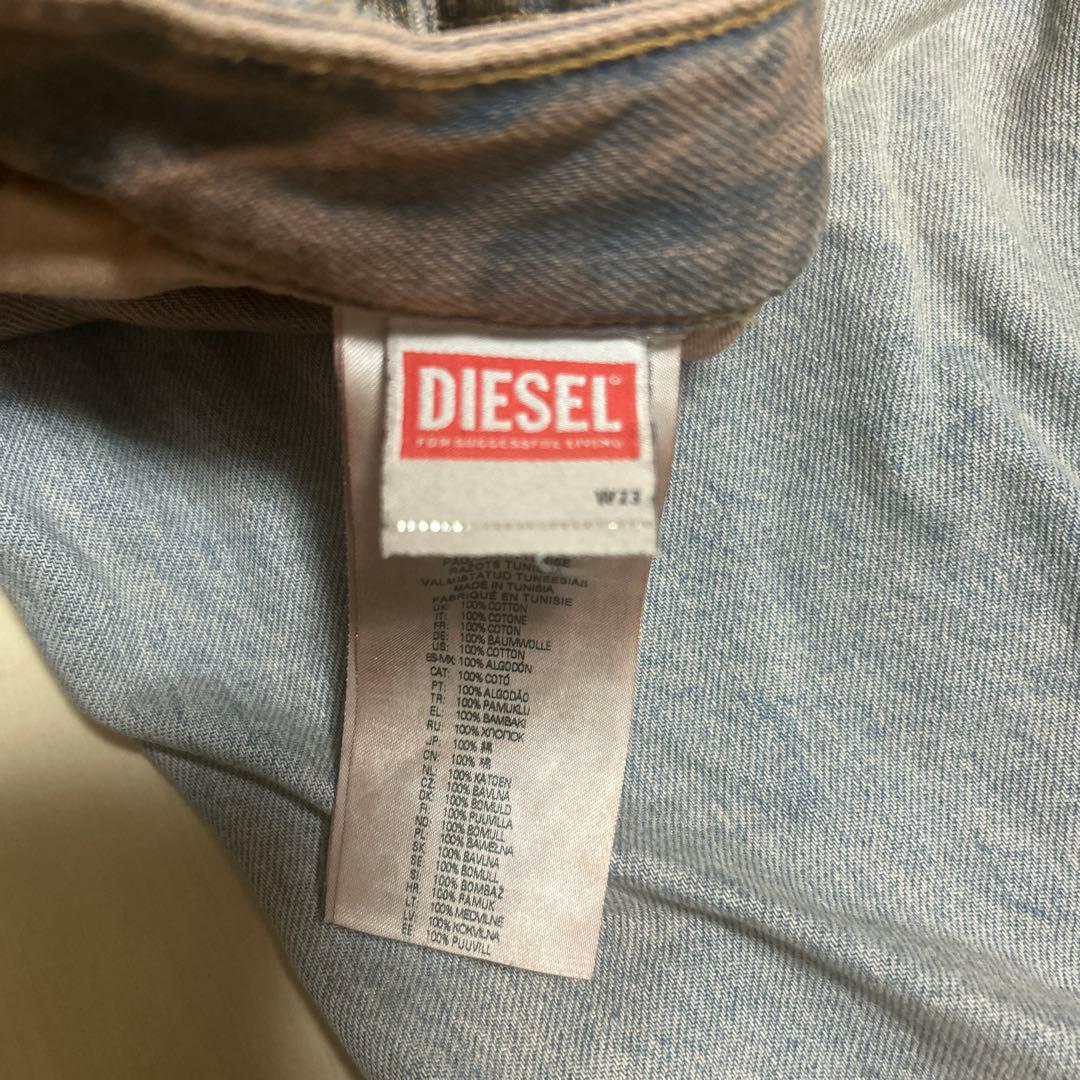 DIESEL
FOR SUCCESSFUL LIVING
W23
RAŻOTS TUNISIJA
VALMISTATUD TUNEESIAS
MADE IN TUNISIA
FABRIQUÉ EN TUNISIE
UK: 100% COTTON
IT: 100% COTONE
FR: 100% COTON
DE: 100% BAUMWOLLE
US: 100% COTTON
ES-MX: 100% ALGODÓN
CAT: 100% COTÓ
PT: 100% ALGODÃO
TR: 100% PAMUKLU
EL: 100% BAMBAKI
RU: 100% ХЛОПОК
JP: 100% 綿
CN: 100% 棉
NL: 100% KATOEN
CZ: 100% BAVLNA
DK: 100% BOMULD
FI: 100% PUUVILLA
NO: 100% BOMULL
PL: 100% BAWEŁNA
SK: 100% BAVLNA
SE: 100% BOMULL
SI: 100% BOMBAŽ
HR: 100% PAMUK
LT: 100% MEDVILNĖ
LV: 100% KOKVILNA
EE: 100% PUUVILL